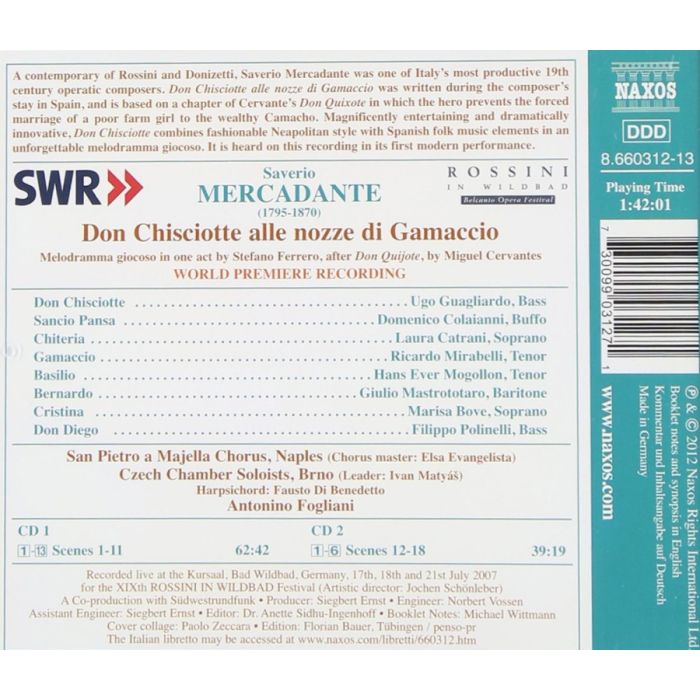 A contemporary of Rossini and Donizetti, Saverio Mercadante was one of Italy's most productive 19th
century operatic composers. Don Chisciotte alle nozze di Gamaccio was written during the composer's
stay in Spain, and is based on a chapter of Cervante's Don Quixote in which the hero prevents the forced
marriage of a poor farm girl to the wealthy Camacho. Magnificently entertaining and dramatically
innovative, Don Chisciotte combines fashionable Neapolitan style with Spanish folk music elements in an
unforgettable melodramma giocoso. It is heard on this recording in its first modern performance.
SWR
Saverio
MERCADANTE
(1795-1870)
ROSSINI
IN WILDBAD
Belcanto Opera Festival
Don Chisciotte alle nozze di Gamaccio
Melodramma giocoso in one act by Stefano Ferrero, after Don Quijote, by Miguel Cervantes
WORLD PREMIERE RECORDING
Don Chisciotte ........ Ugo Guagliardo, Bass
Sancio Pansa ........ Domenico Colaianni, Buffo
Chiteria ........ Laura Catrani, Soprano
Gamaccio ........ Ricardo Mirabelli, Tenor
Basilio ........ Hans Ever Mogollon, Tenor
Bernardo ........ Giulio Mastrototaro, Baritone
Cristina ........ Marisa Bove, Soprano
Don Diego ........ Filippo Polinelli, Bass
San Pietro a Majella Chorus, Naples (Chorus master: Elsa Evangelista)
Czech Chamber Soloists, Brno (Leader: Ivan Matyáš)
Harpsichord: Fausto Di Benedetto
Antonino Fogliani
CD 1
1-13 Scenes 1-11 62:42
CD 2
1-6 Scenes 12-18 39:19
Recorded live at the Kursaal, Bad Wildbad, Germany, 17th, 18th and 21st July 2007
for the XIXth ROSSINI IN WILDBAD Festival (Artistic director: Jochen Schönleber)
A Co-production with Südwestrundfunk • Producer: Siegbert Ernst • Engineer: Norbert Vossen
Assistant Engineer: Siegbert Ernst • Editor: Dr. Anette Sidhu-Ingenhoff • Booklet Notes: Michael Wittmann
Cover collage: Paolo Zeccara • Edition: Florian Bauer, Tübingen / penso-pr
The Italian libretto may be accessed at www.naxos.com/libretti/660312.htm
NAXOS
DDD
8.660312-13
Playing Time
1:42:01
7 30099 03127 1
www.naxos.com
℗ & © 2012 Naxos Rights International Ltd
Booklet notes and synopsis in English
Kommentar und Inhaltsangabe auf Deutsch
Made in Germany